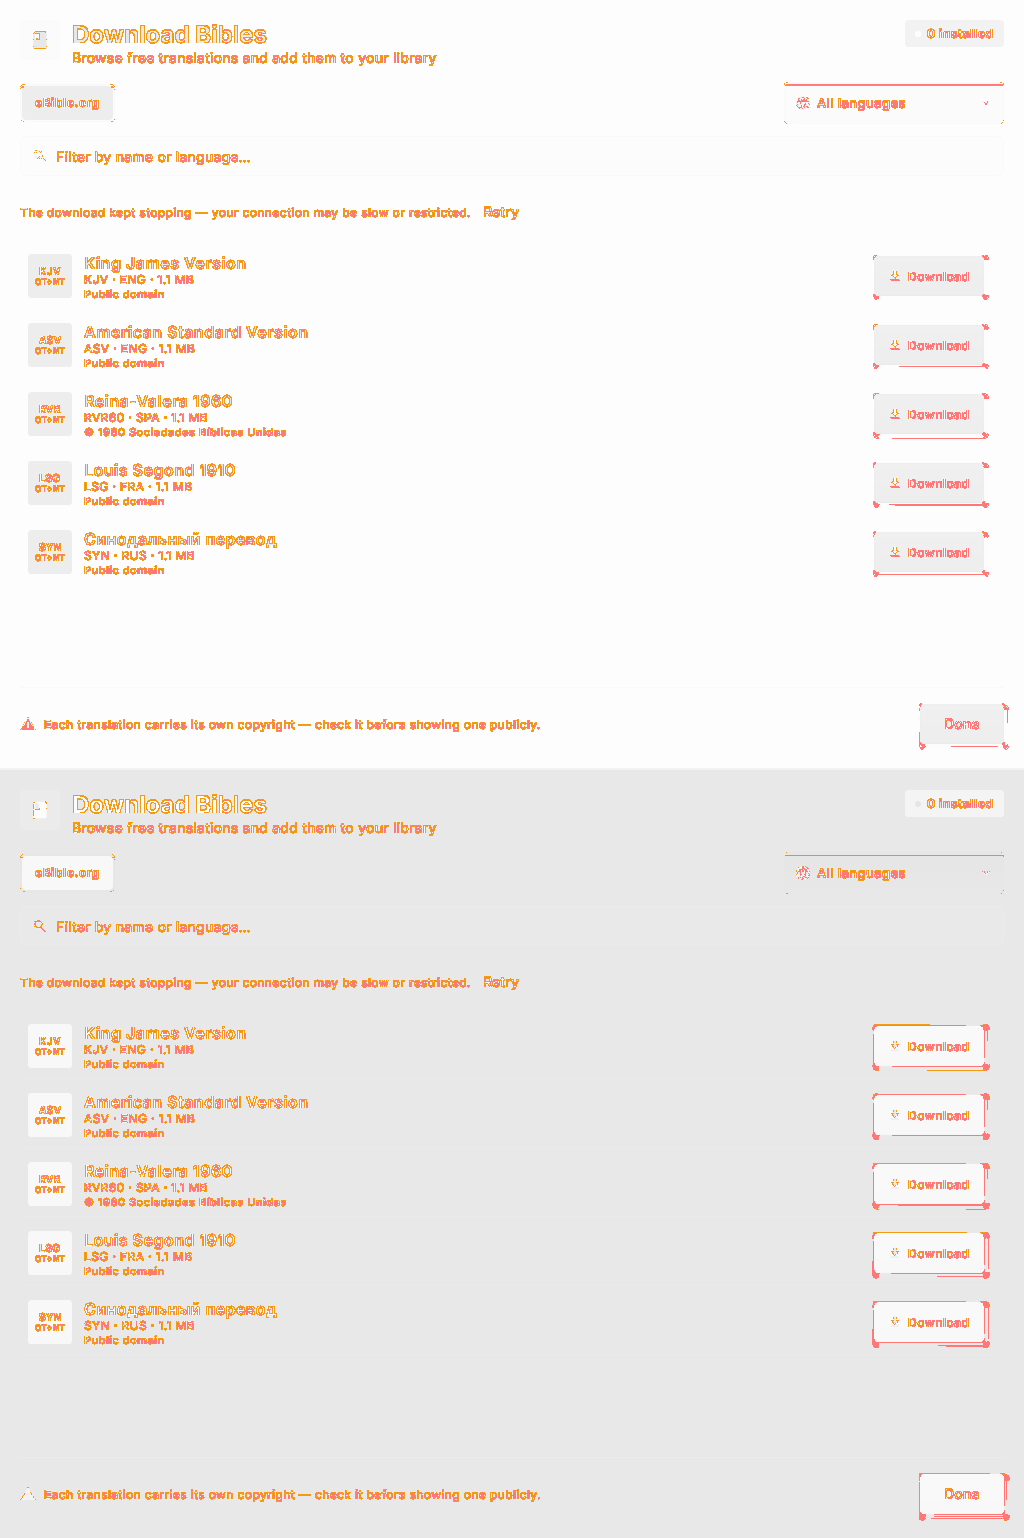 Download Bibles
Browse free translations and add them to your library
0 installed
eBible.org
All languages
Filter by name or language...
The download kept stopping — your connection may be slow or restricted. Retry
KJV
OT+NT
King James Version
KJV · ENG · 1.1 MB
Public domain
Download
ASV
OT+NT
American Standard Version
ASV · ENG · 1.1 MB
Public domain
Download
OT+NT
Reina-Valera 1960
RVR60 · SPA · 1.1 MB
© 1960 Sociedades Bíblicas Unidas
Download
LSG
OT+NT
Louis Segond 1910
LSG · FRA · 1.1 MB
Public domain
Download
SYN
OT+NT
Синодальный перевод
SYN · RUS · 1.1 MB
Public domain
Download
Each translation carries its own copyright — check it before showing one publicly.
Done
Download Bibles
Browse free translations and add them to your library
0 installed
eBible.org
All languages
Filter by name or language...
The download kept stopping — your connection may be slow or restricted. Retry
KJV
OT+NT
King James Version
KJV · ENG · 1.1 MB
Public domain
Download
ASV
OT+NT
American Standard Version
ASV · ENG · 1.1 MB
Public domain
Download
OT+NT
Reina-Valera 1960
RVR60 · SPA · 1.1 MB
© 1960 Sociedades Bíblicas Unidas
Download
LSG
OT+NT
Louis Segond 1910
LSG · FRA · 1.1 MB
Public domain
Download
SYN
OT+NT
Синодальный перевод
SYN · RUS · 1.1 MB
Public domain
Download
Each translation carries its own copyright — check it before showing one publicly.
Done